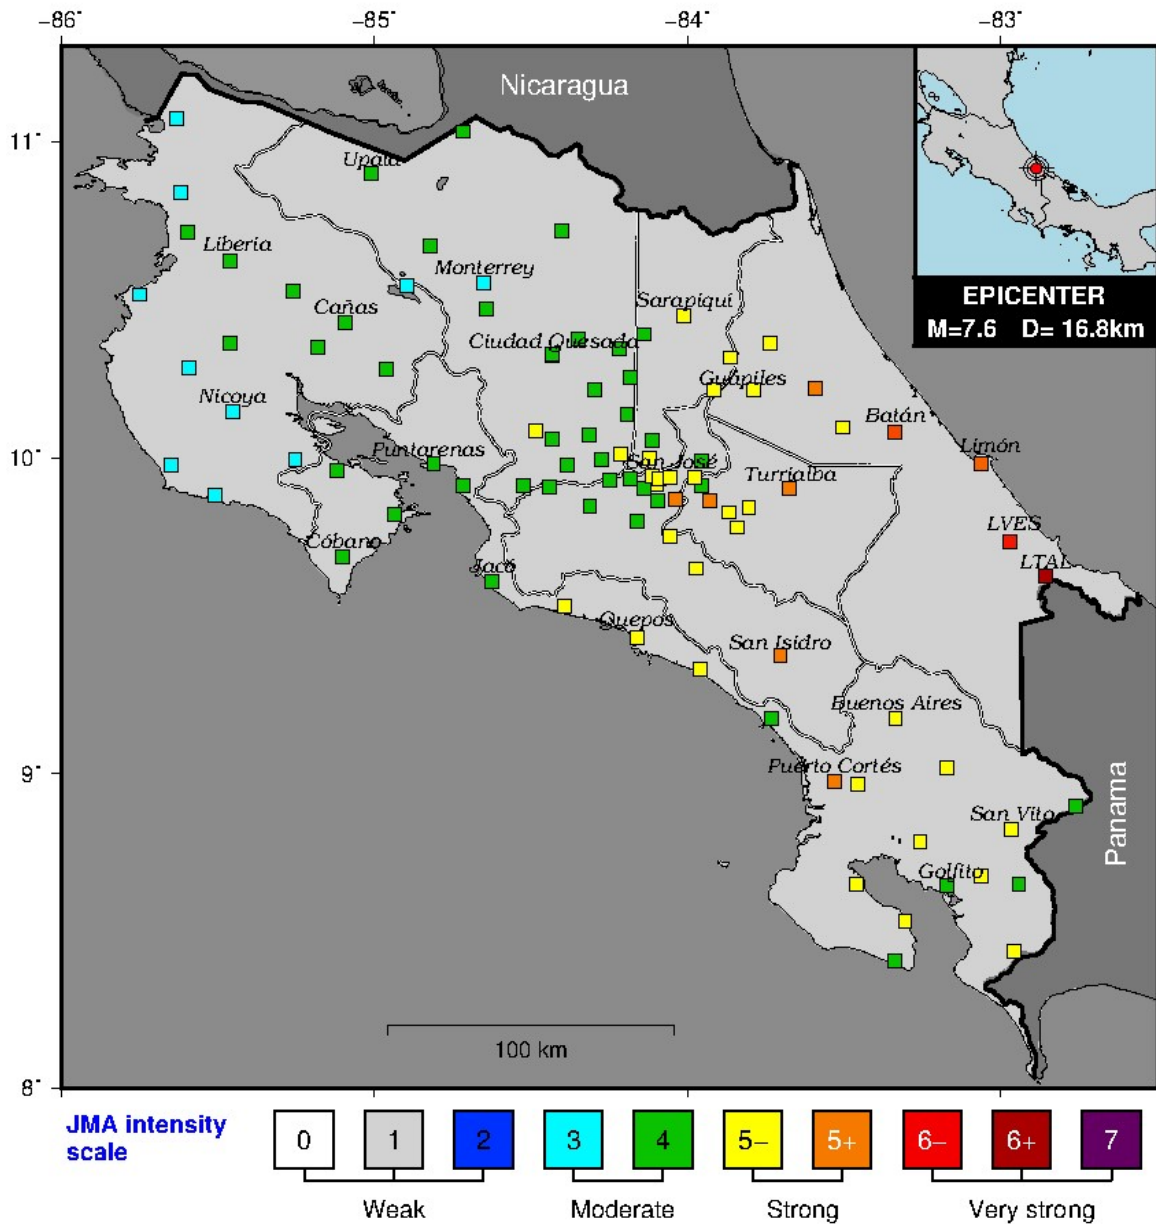 -86° -85° -84° -83°
Nicaragua
11°
Upala
Liberia
Monterrey
EPICENTER
M=7.6 D= 16.8km
Sarapiqui
Cañas
Ciudad Quesada
Guápiles
Nicoya
Batán
10°
Puntarenas
San José
Limón
Turrialba
LVES
Cóbano
Jacó
LTAL
Quepos
San Isidro
Buenos Aires
9°
Puerto Cortés
Panama
San Vito
Golfito
100 km
8°
JMA intensity
scale
0 1 2 3 4 5- 5+ 6- 6+ 7
Weak Moderate Strong Very strong